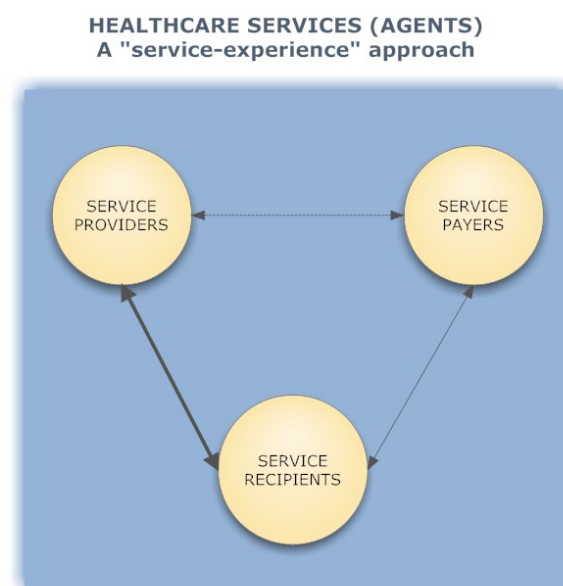 HEALTHCARE SERVICES (AGENTS)
A "service-experience" approach
SERVICE
PROVIDERS
SERVICE
PAYERS
SERVICE
RECIPIENTS